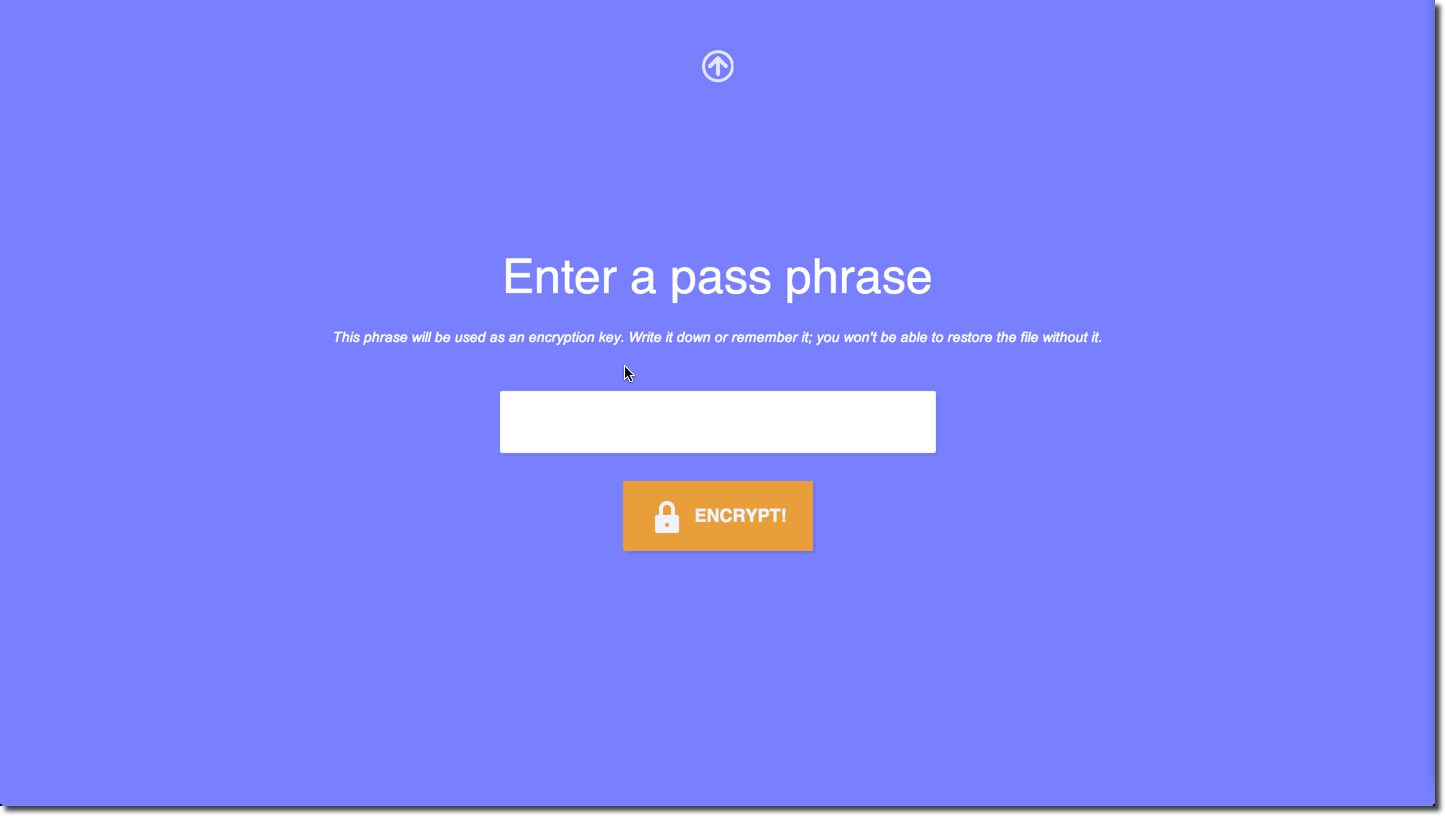 Enter a pass phrase
This phrase will be used as an encryption key. Write it down or remember it; you won't be able to restore the file without it.
ENCRYPT!